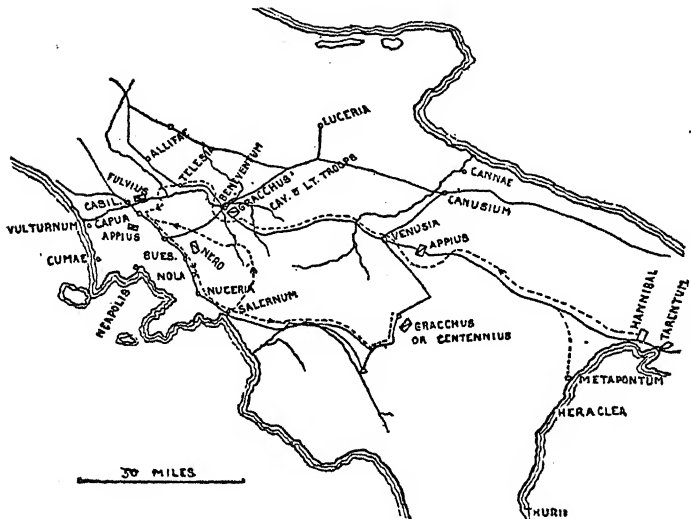 LUCERIA
ALLIFAE
TELESIA
BENEVENTUM
GRACCHUS'
CAV. & LT. TROOPS
CANNAE
CANUSIUM
FULVIUS
CASIL.
VULTURNUM
CAPUA
APPIUS
CUMAE
NERO
SUES.
NOLA
NUCERIA
SALERNUM
NEAPOLIS
VENUSIA
APPIUS
GRACCHUS
OR CENTENNIUS
HANNIBAL
TARENTUM
METAPONTUM
HERACLEA
30 MILES